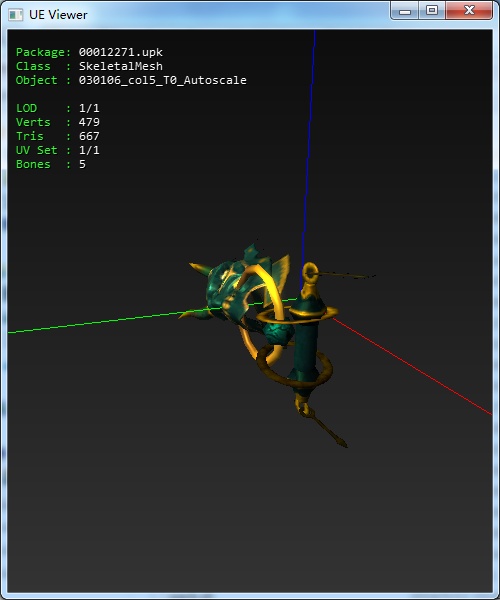 UE Viewer
Package: 00012271.upk
Class  : SkeletalMesh
Object : 030106_col5_T0_Autoscale
LOD    : 1/1
Verts  : 479
Tris   : 667
UV Set : 1/1
Bones  : 5